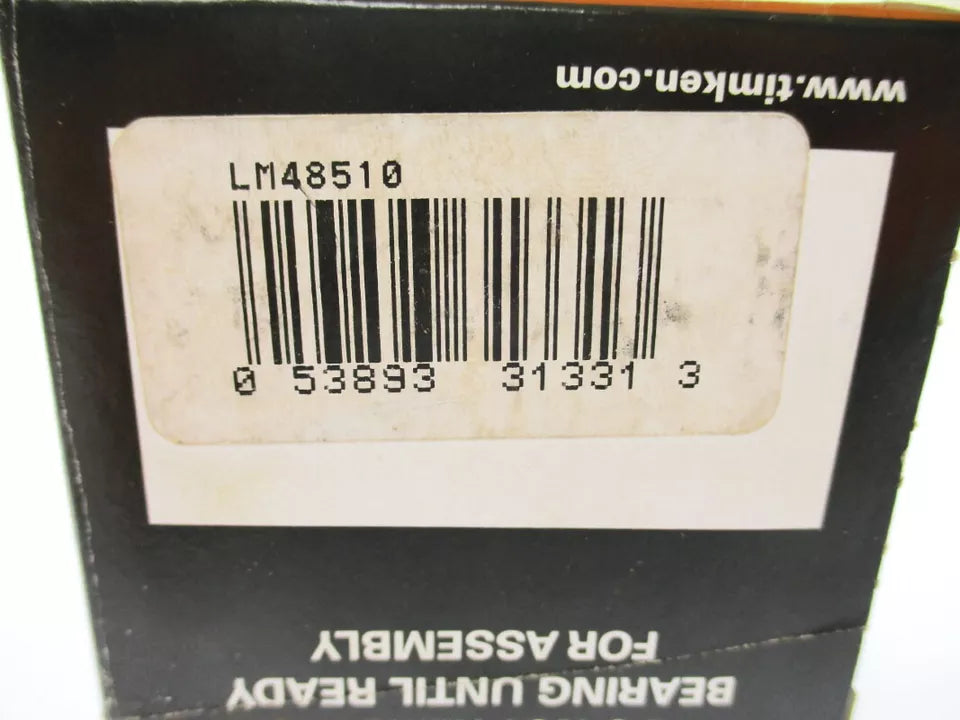 www.timken.com
LM48510
0 53893 31331 3
BEARING UNTIL READY
FOR ASSEMBLY